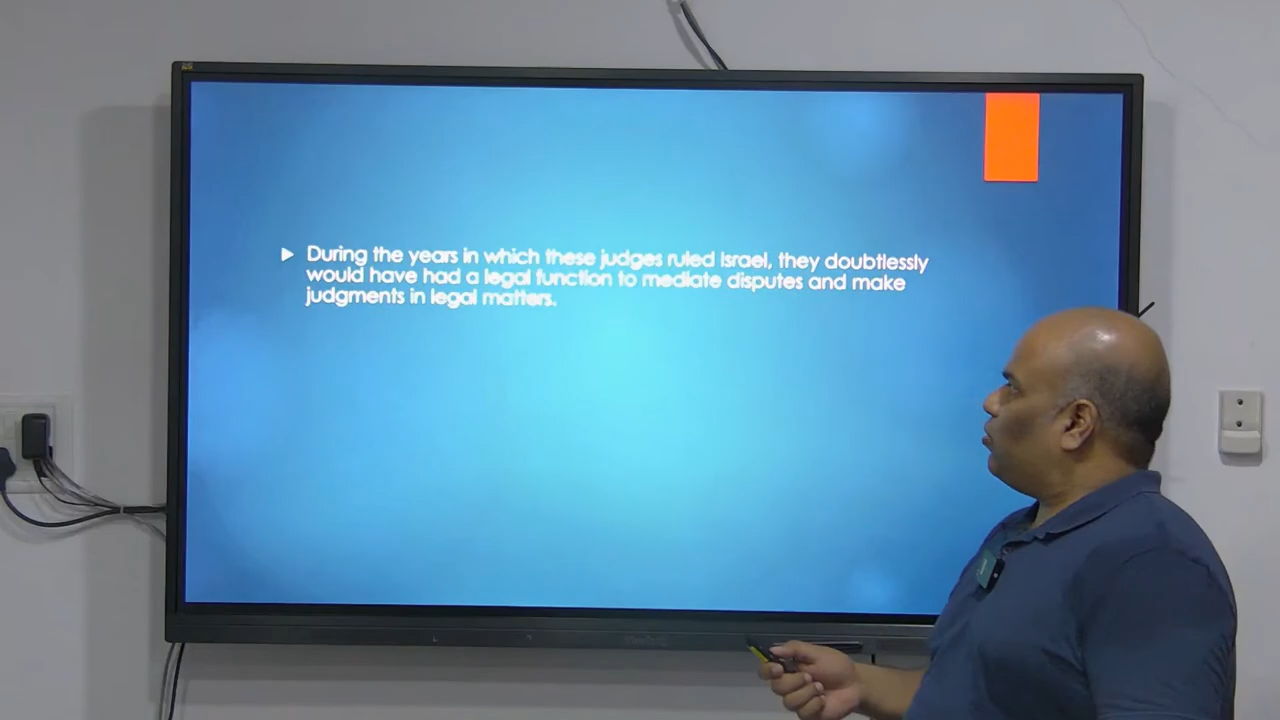 During the years in which these judges ruled Israel, they doubtlessly
would have had a legal function to mediate disputes and make
judgments in legal matters.